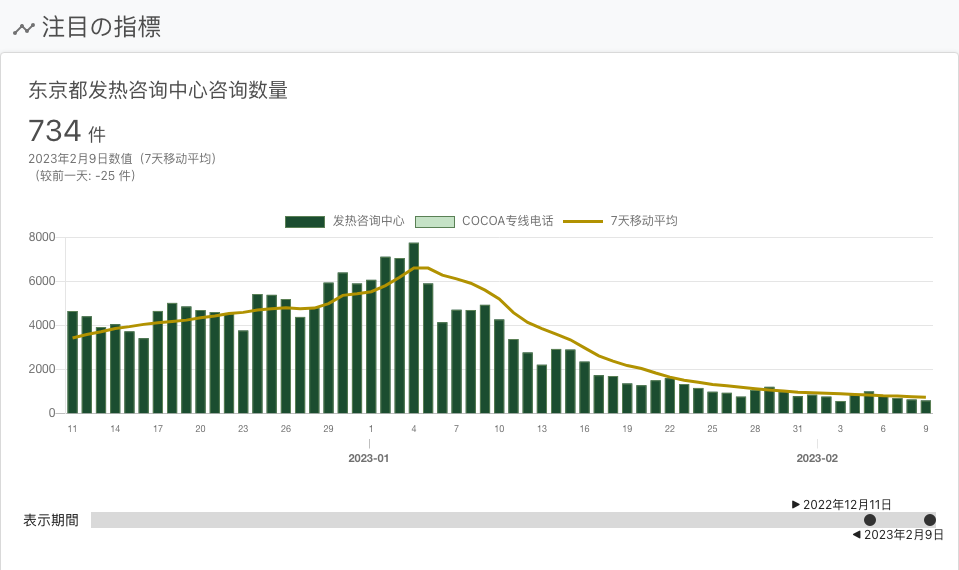 注目の指標
东京都发热咨询中心咨询数量
734 件
2023年2月9日数值（7天移动平均）
（较前一天: -25 件）
发热咨询中心 COCOA专线电话 7天移动平均
8000
6000
4000
2000
0
11 14 17 20 23 26 29 1 4 7 10 13 16 19 22 25 28 31 3 6 9
2023-01 2023-02
▶ 2022年12月11日
表示期間
◀ 2023年2月9日